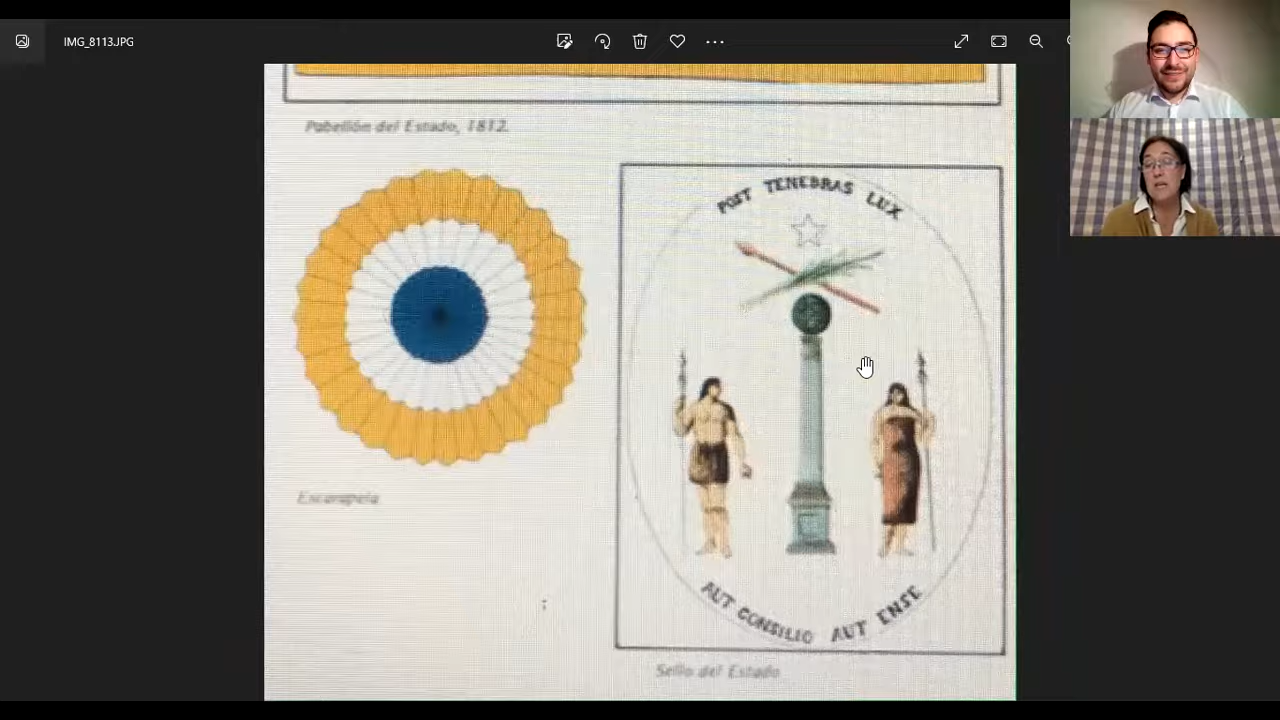 IMG_8113.JPG
Pabellón del Estado, 1812.
POST TENEBRAS LUX
Escarapela
AUT CONSILIO AUT ENSE
Sello del Estado